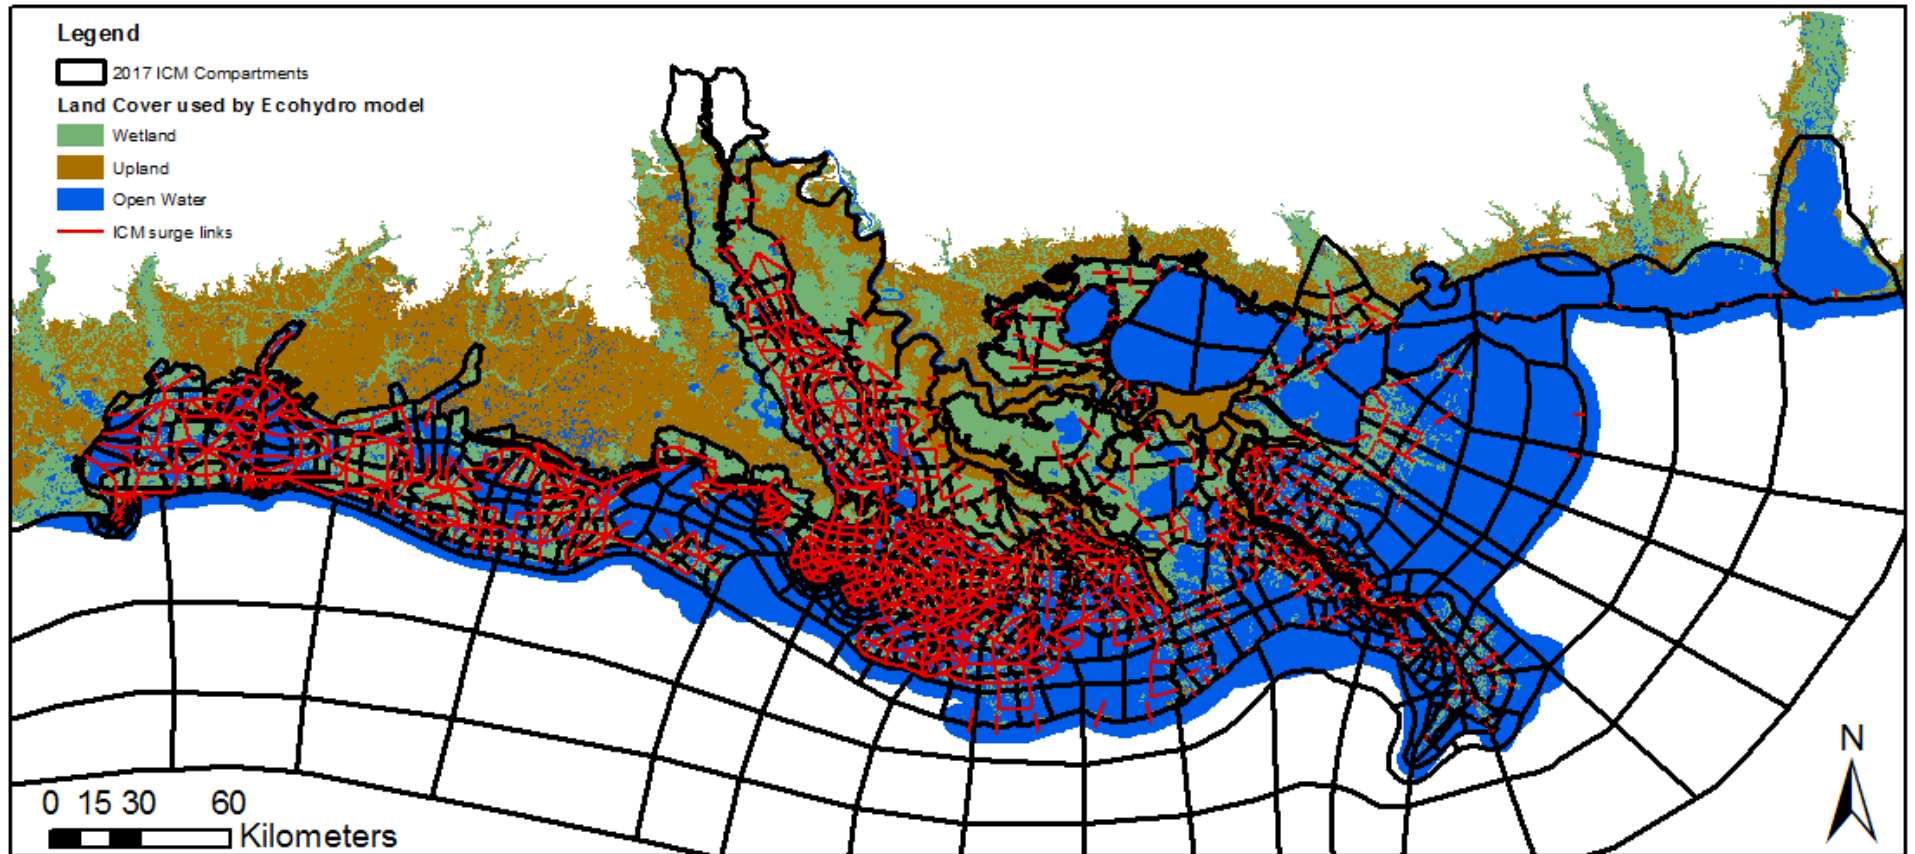 Legend
2017 ICM Compartments
Land Cover used by Ecohydro model
Wetland
Upland
Open Water
ICM surge links
N
0 15 30 60
Kilometers